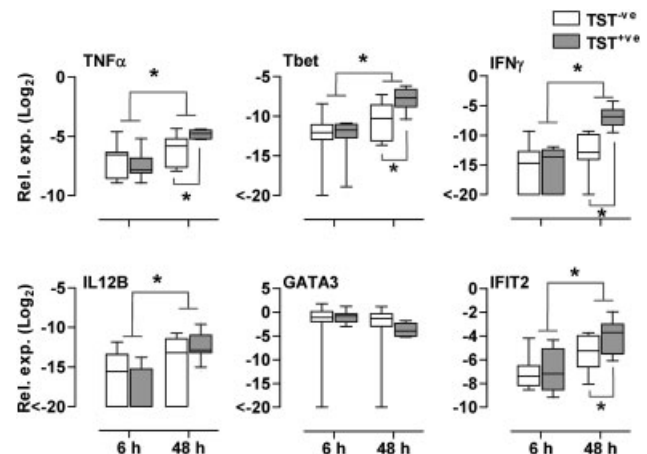 TST-ve
TST+ve
TNFα
Tbet
IFNγ
*
*
*
Rel. exp. (Log2)
0
-5
-10
-5
-10
-15
<-20
0
-5
-10
-15
<-20
*
*
*
IL12B
GATA3
IFIT2
*
*
Rel. exp. (Log2)
-5
-10
-15
<-20
5
0
-5
-10
-15
<-20
0
-2
-4
-6
-8
-10
*
6 h
48 h
6 h
48 h
6 h
48 h